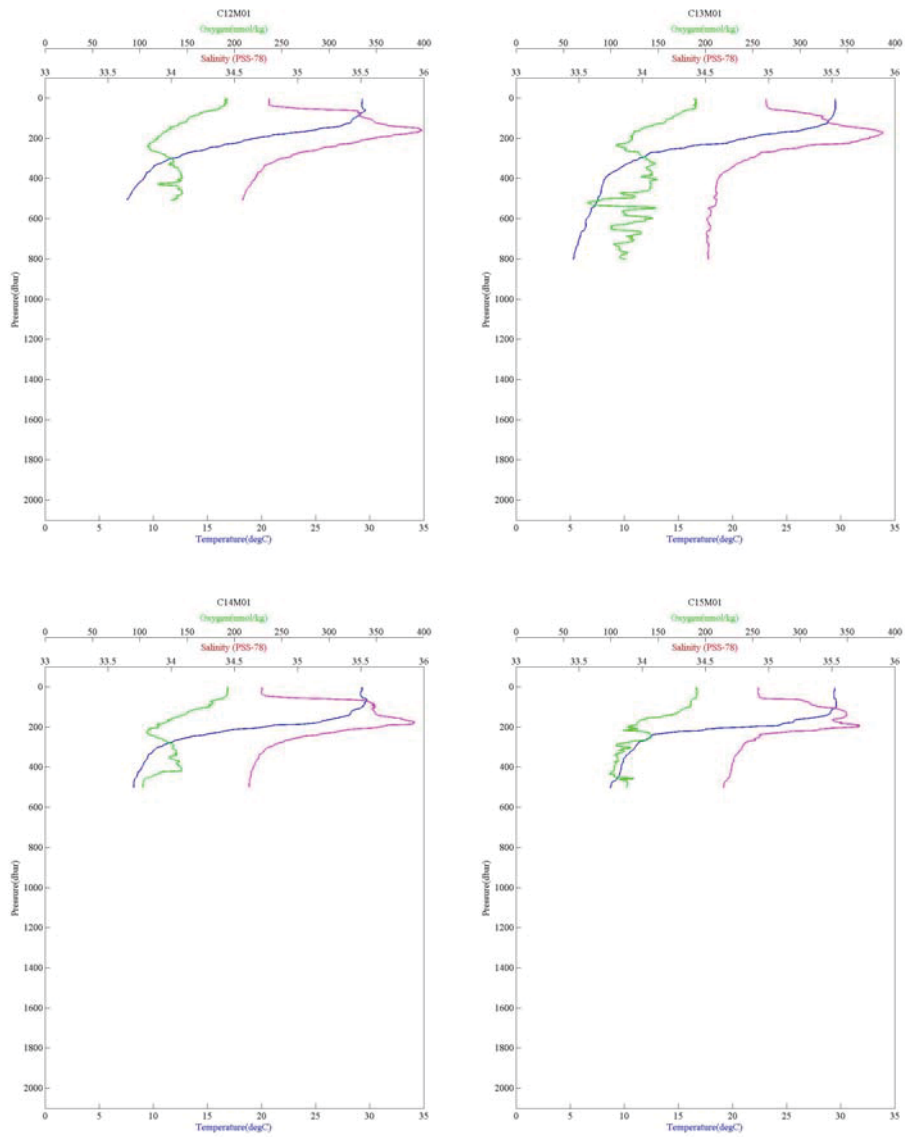 C12M01
Oxygen(umol/kg)
0 50 100 150 200 250 300 350 400
Salinity (PSS-78)
33 33.5 34 34.5 35 35.5 36
Pressure(dbar)
0
200
400
600
800
1000
1200
1400
1600
1800
2000
0 5 10 15 20 25 30 35
Temperature(degC)
C13M01
Oxygen(umol/kg)
0 50 100 150 200 250 300 350 400
Salinity (PSS-78)
33 33.5 34 34.5 35 35.5 36
Pressure(dbar)
0
200
400
600
800
1000
1200
1400
1600
1800
2000
0 5 10 15 20 25 30 35
Temperature(degC)
C14M01
Oxygen(umol/kg)
0 50 100 150 200 250 300 350 400
Salinity (PSS-78)
33 33.5 34 34.5 35 35.5 36
Pressure(dbar)
0
200
400
600
800
1000
1200
1400
1600
1800
2000
0 5 10 15 20 25 30 35
Temperature(degC)
C15M01
Oxygen(umol/kg)
0 50 100 150 200 250 300 350 400
Salinity (PSS-78)
33 33.5 34 34.5 35 35.5 36
Pressure(dbar)
0
200
400
600
800
1000
1200
1400
1600
1800
2000
0 5 10 15 20 25 30 35
Temperature(degC)